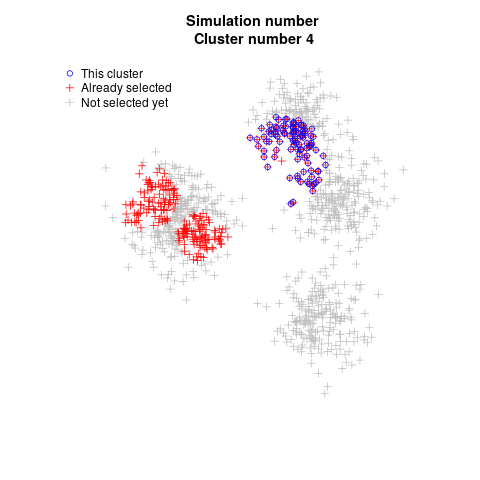 Simulation number
Cluster number 4
This cluster
Already selected
Not selected yet